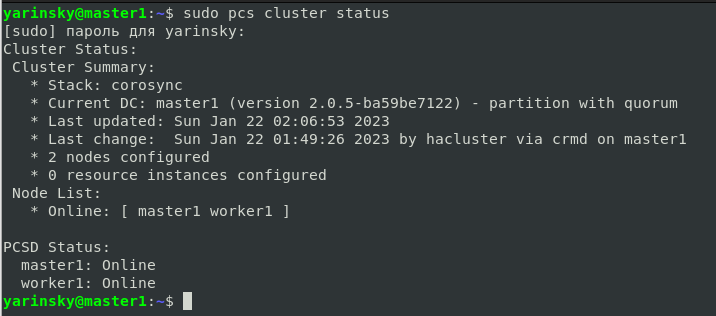 yarinsky@master1:~$ sudo pcs cluster status
[sudo] пароль для yarinsky:
Cluster Status:
 Cluster Summary:
   * Stack: corosync
   * Current DC: master1 (version 2.0.5-ba59be7122) - partition with quorum
   * Last updated: Sun Jan 22 02:06:53 2023
   * Last change:  Sun Jan 22 01:49:26 2023 by hacluster via crmd on master1
   * 2 nodes configured
   * 0 resource instances configured
 Node List:
   * Online: [ master1 worker1 ]

PCSD Status:
  master1: Online
  worker1: Online
yarinsky@master1:~$